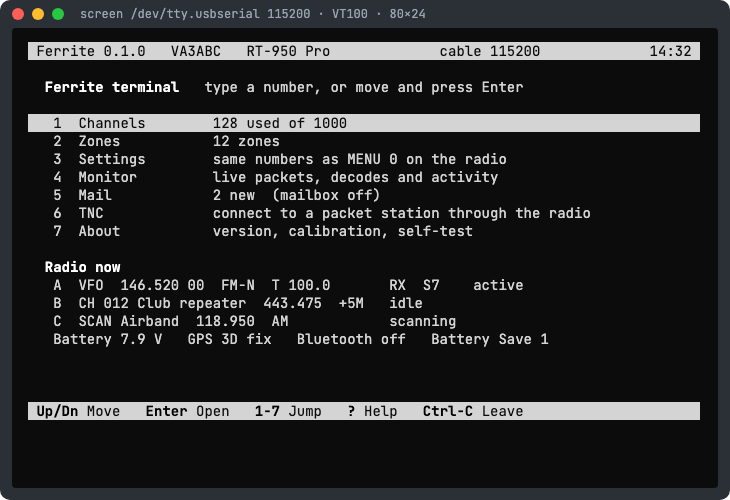 screen /dev/tty.usbserial 115200 · VT100 · 80×24
Ferrite 0.1.0 VA3ABC RT-950 Pro cable 115200 14:32
Ferrite terminal type a number, or move and press Enter
1 Channels 128 used of 1000
2 Zones 12 zones
3 Settings same numbers as MENU 0 on the radio
4 Monitor live packets, decodes and activity
5 Mail 2 new (mailbox off)
6 TNC connect to a packet station through the radio
7 About version, calibration, self-test
Radio now
A VFO 146.520 00 FM-N T 100.0 RX S7 active
B CH 012 Club repeater 443.475 +5M idle
C SCAN Airband 118.950 AM scanning
Battery 7.9 V GPS 3D fix Bluetooth off Battery Save 1
Up/Dn Move Enter Open 1-7 Jump ? Help Ctrl-C Leave